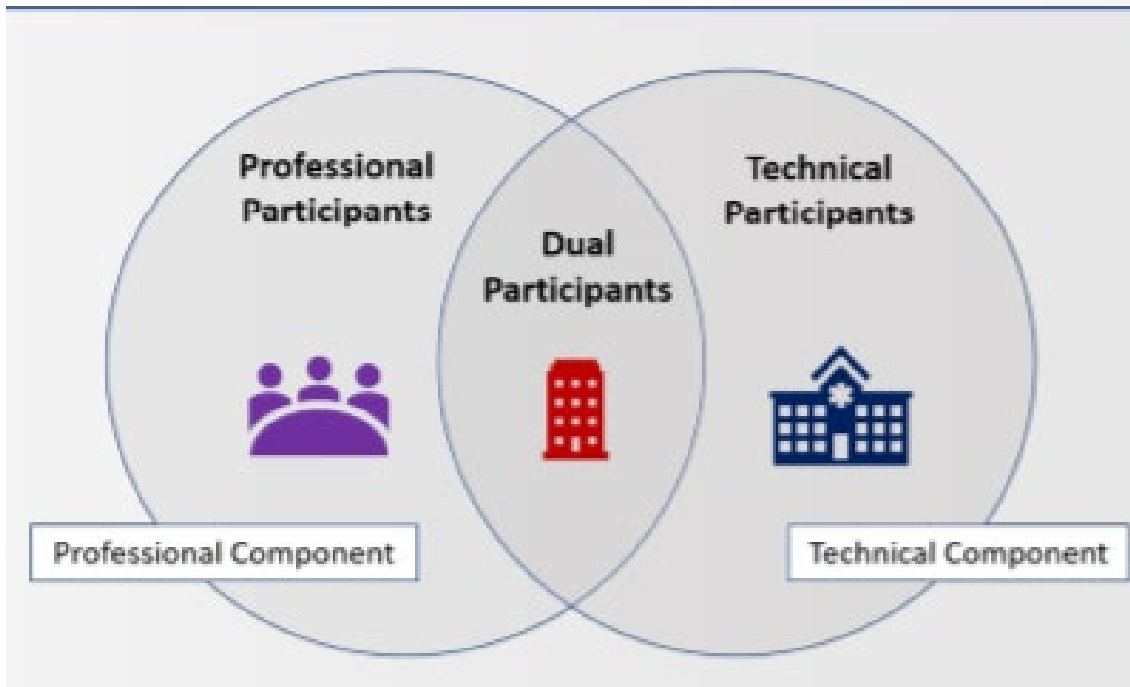 Professional
Participants
Dual
Participants
Technical
Participants
Professional Component
Technical Component